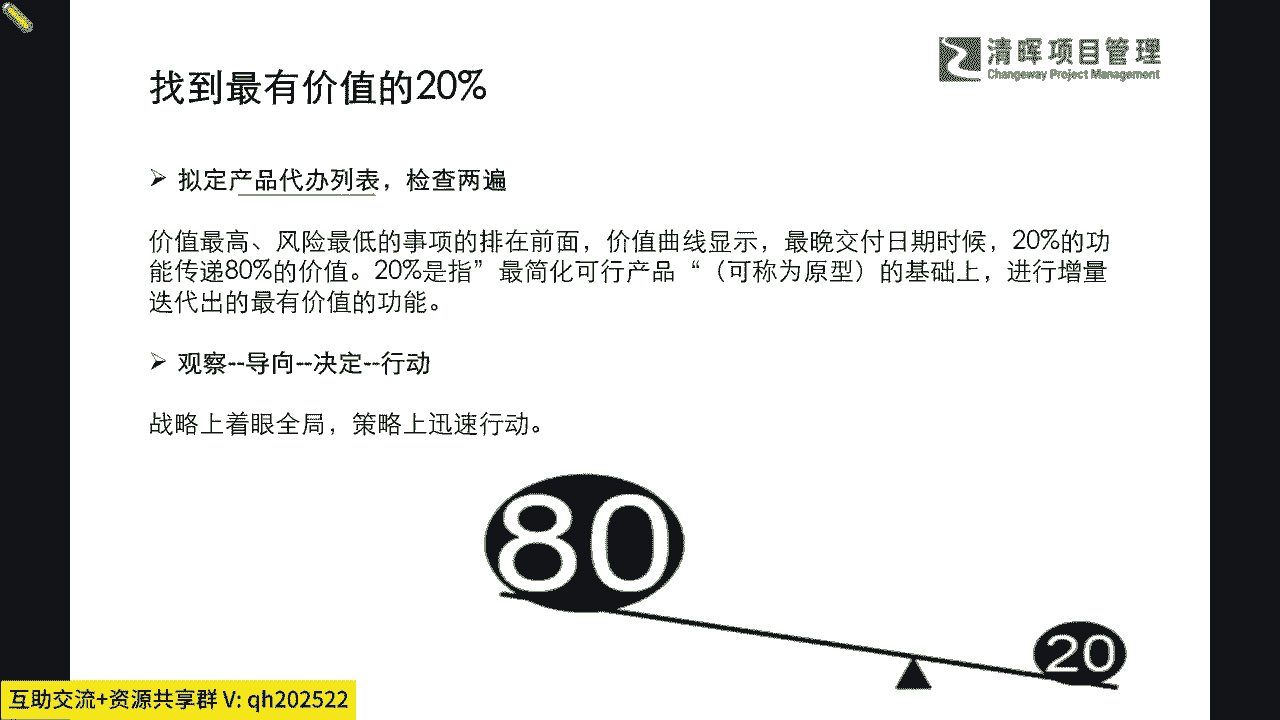 清晖项目管理
Changeway Project Management
找到最有价值的20%
➢ 拟定产品代办列表，检查两遍
价值最高、风险最低的事项的排在前面，价值曲线显示，最晚交付日期时候，20%的功
能传递80%的价值。20%是指”最简化可行产品“（可称为原型）的基础上，进行增量
迭代出的最有价值的功能。
➢ 观察--导向--决定--行动
战略上着眼全局，策略上迅速行动。
80
20
互助交流+资源共享群 V: qh202522